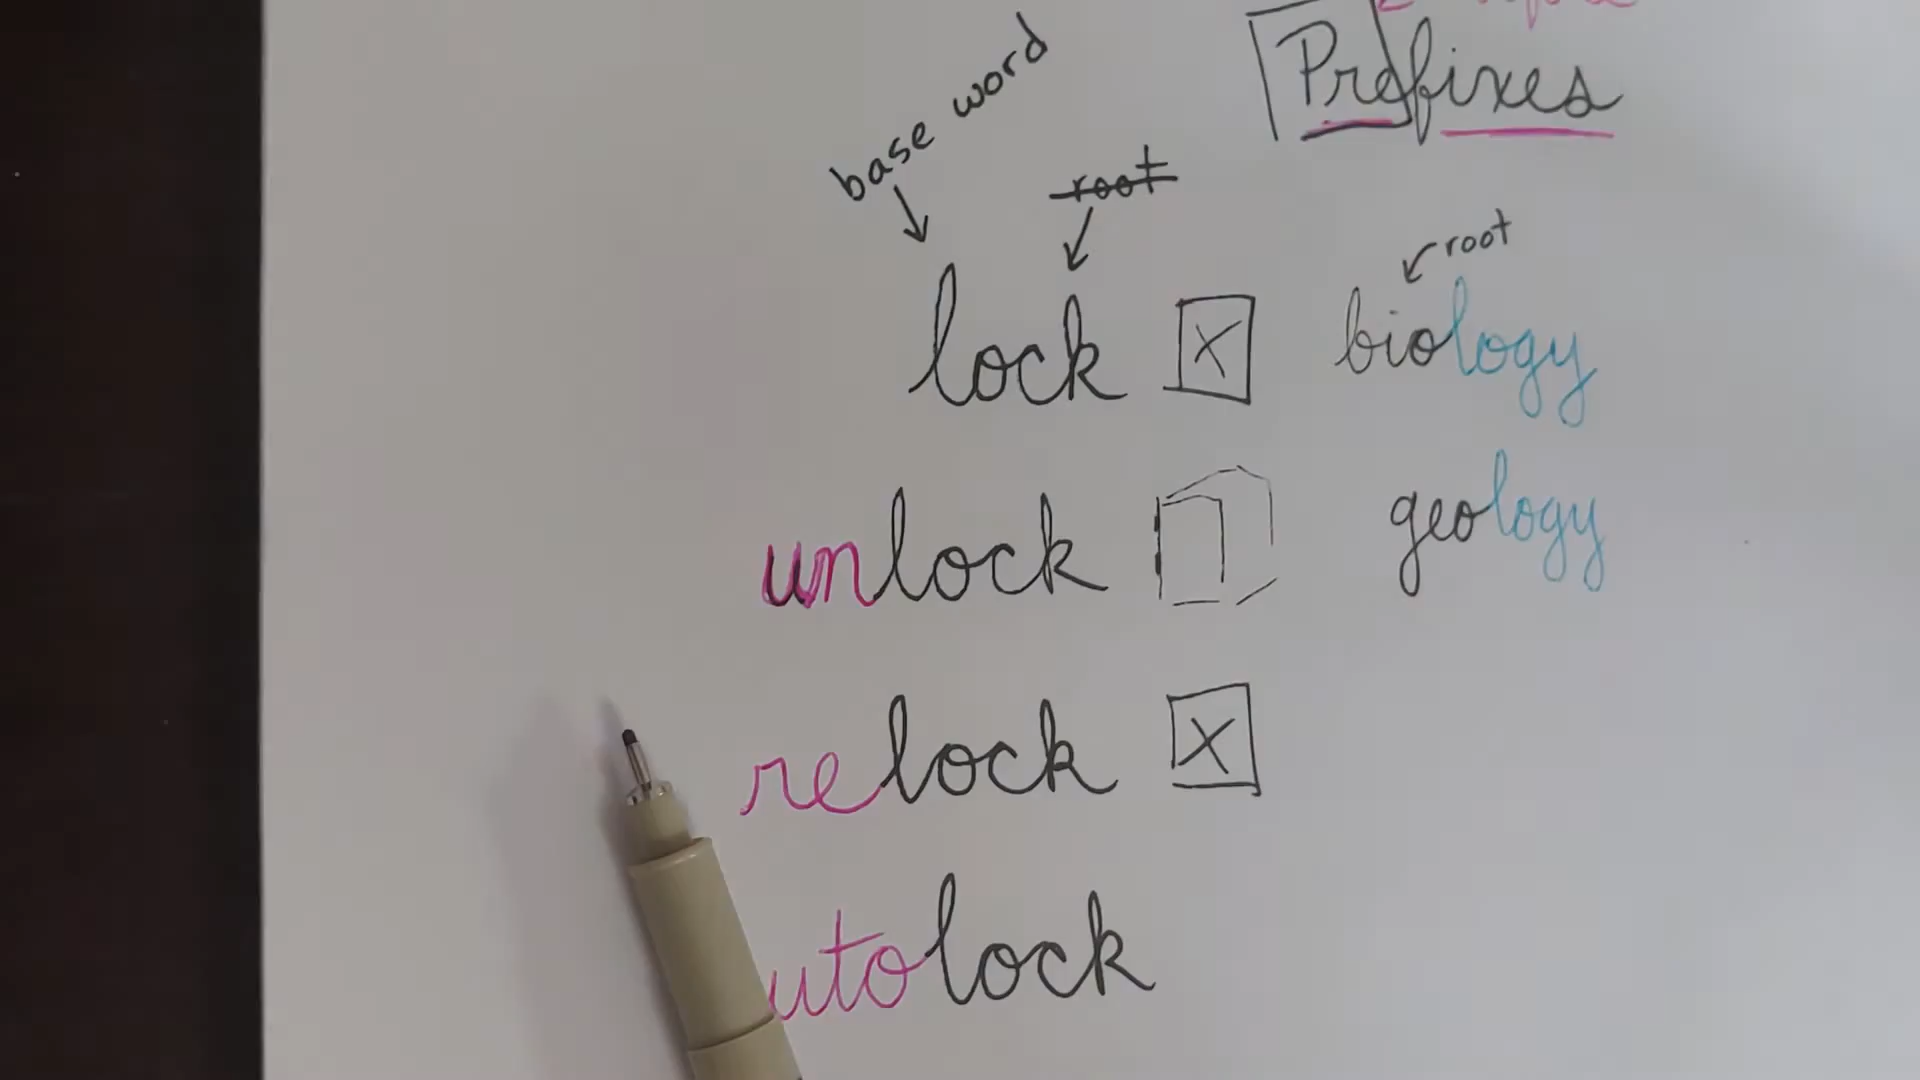 Prefixes
base word
root
root
lock X biology
unlock geology
relock X
utolock